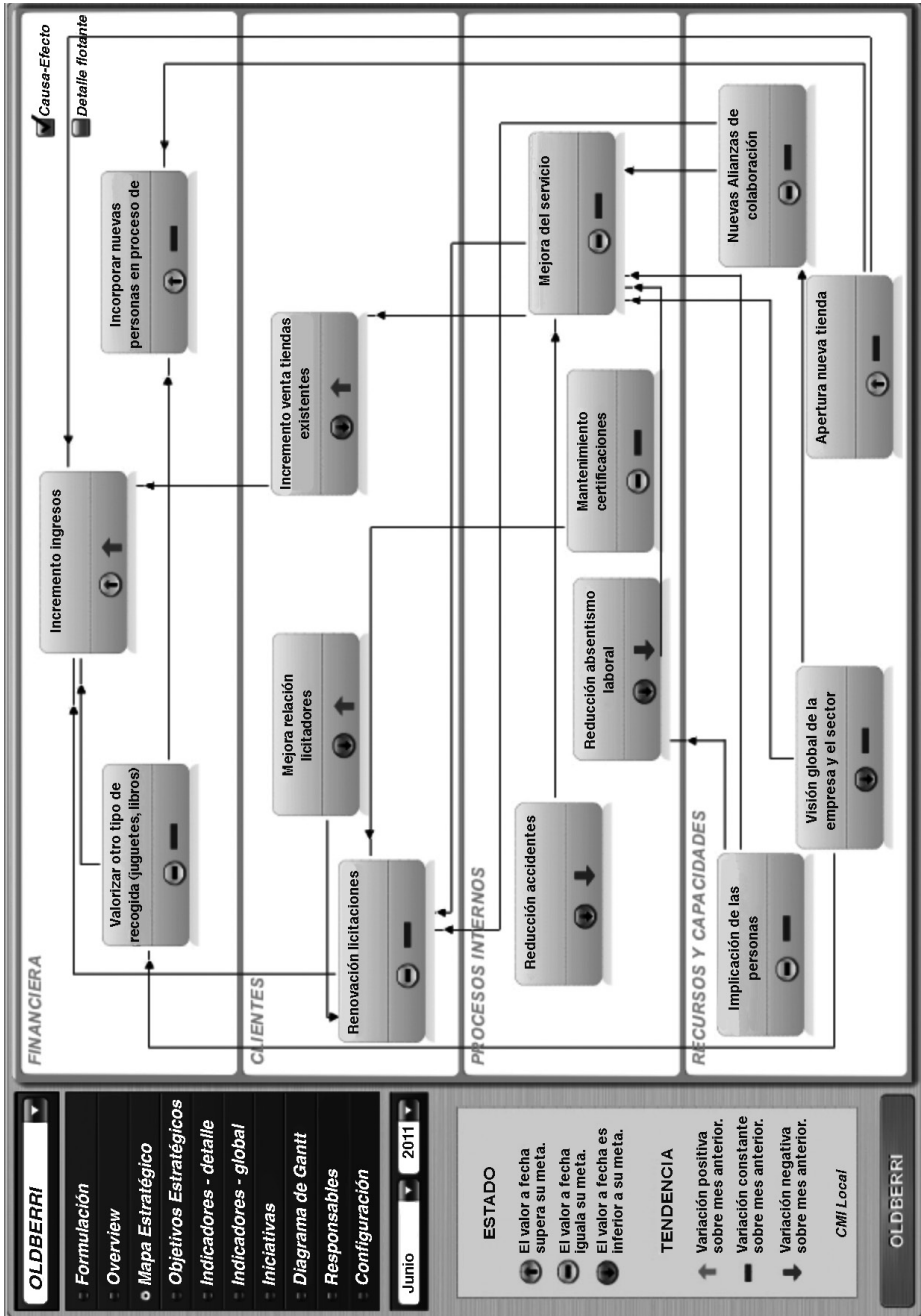 OLDBERRI
Formulación
Overview
Mapa Estratégico
Objetivos Estratégicos
Indicadores - detalle
Indicadores - global
Iniciativas
Diagrama de Gantt
Responsables
Configuración
Junio
2011
ESTADO
El valor a fecha
supera su meta.
El valor a fecha
iguala su meta.
El valor a fecha es
inferior a su meta.
TENDENCIA
Variación positiva
sobre mes anterior.
Variación constante
sobre mes anterior.
Variación negativa
sobre mes anterior.
CMI Local
OLDBERRI
Causa-Efecto
Detalle flotante
FINANCIERA
Incremento ingresos
Valorizar otro tipo de
recogida (juguetes, libros)
Incorporar nuevas
personas en proceso de
CLIENTES
Renovación licitaciones
Mejora relación
licitadores
Incremento venta tiendas
existentes
PROCESOS INTERNOS
Reducción accidentes
Reducción absentismo
laboral
Mantenimiento
certificaciones
Mejora del servicio
RECURSOS Y CAPACIDADES
Implicación de las
personas
Visión global de la
empresa y el sector
Apertura nueva tienda
Nuevas Alianzas de
colaboración